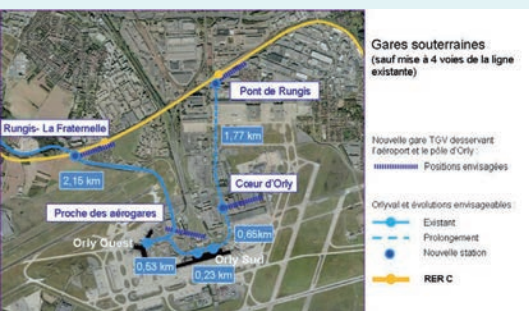 Pont de Rungis
Rungis- La Fraternelle
1,77 km
2,15 km
Cœur d'Orly
Proche des aérogares
Orly Ouest
0,65km
Orly Sud
0,53 km
0,23 km
Gares souterraines
(sauf mise à 4 voies de la ligne
existante)
Nouvelle gare TGV desservant
l'aéroport et le pôle d'Orly :
Positions envisagées
Orlyval et évolutions envisageables :
Existant
Prolongement
Nouvelle station
RER C